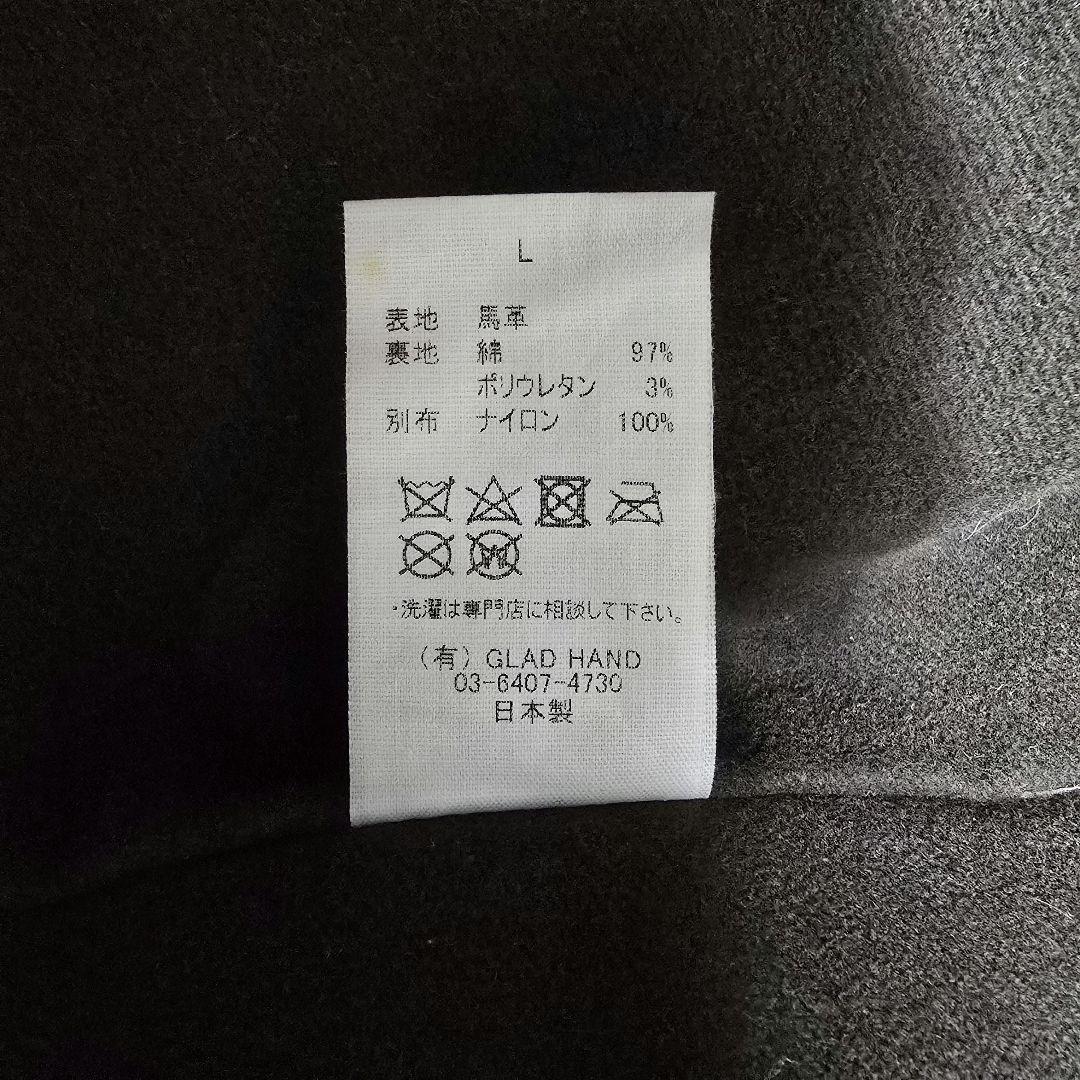 L
表地 馬革
裏地 綿 97%
ポリウレタン 3%
別布 ナイロン 100%
・洗濯は専門店に相談して下さい。
（有）GLAD HAND
03-6407-4730
日本製